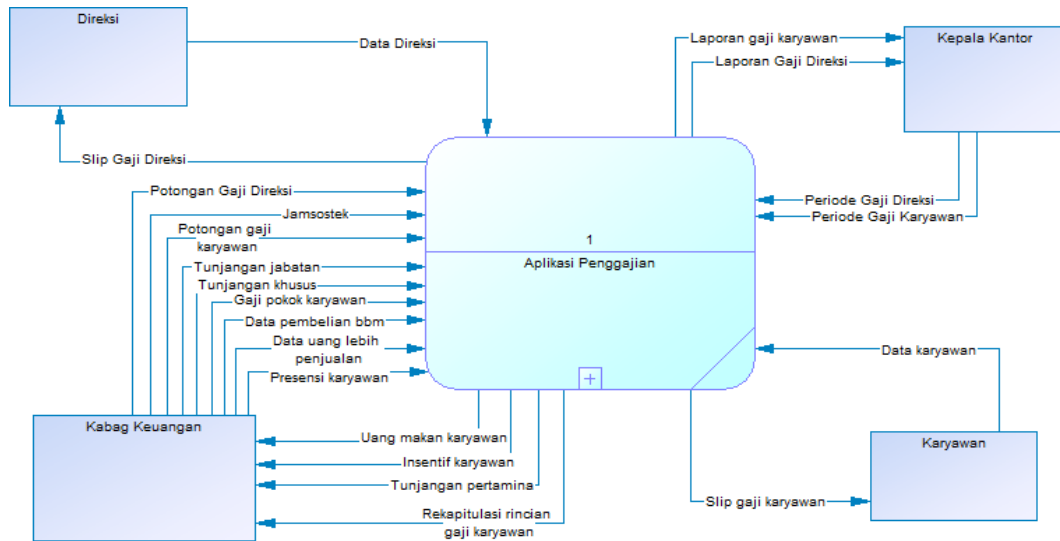 Direksi
Data Direksi
Laporan gaji karyawan
Laporan Gaji Direksi
Kepala Kantor
Slip Gaji Direksi
Potongan Gaji Direksi
Jamsostek
Potongan gaji
karyawan
Tunjangan jabatan
Tunjangan khusus
Gaji pokok karyawan
Data pembelian bbm
Data uang lebih
penjualan
Presensi karyawan
Periode Gaji Direksi
Periode Gaji Karyawan
1
Aplikasi Penggajian
Data karyawan
Kabag Keuangan
Uang makan karyawan
Insentif karyawan
Tunjangan pertamina
Rekapitulasi rincian
gaji karyawan
Karyawan
Slip gaji karyawan